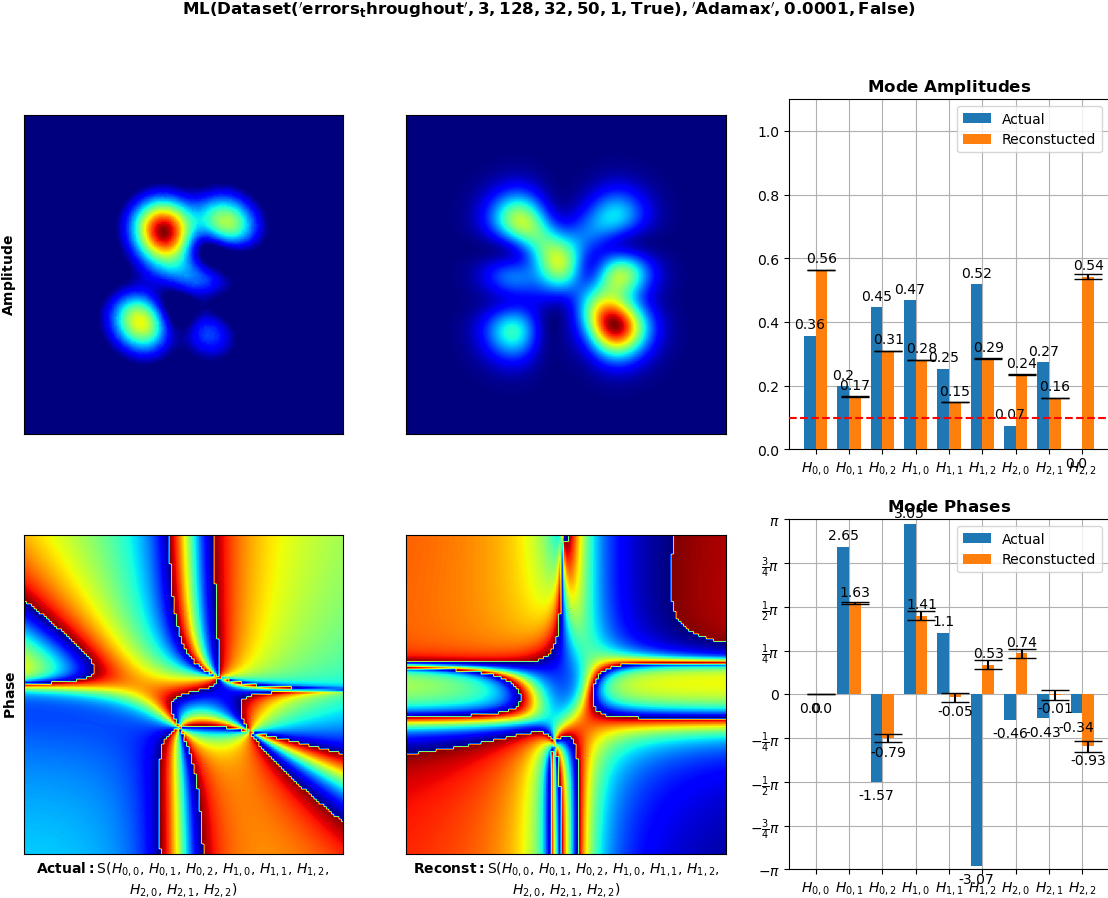 ML(Dataset('errors_throughout', 3, 128, 32, 50, 1, True), 'Adamax', 0.0001, False)
Amplitude
Mode Amplitudes
Actual
Reconstucted
1.0
0.8
0.6
0.4
0.2
0.0
0.56
0.36
0.2
0.17
0.45
0.31
0.47
0.28
0.25
0.15
0.52
0.29
0.07
0.24
0.27
0.16
0.0
0.54
H0,0 H0,1 H0,2 H1,0 H1,1 H1,2 H2,0 H2,1 H2,2
Phase
Mode Phases
Actual
Reconstucted
π
3/4π
1/2π
1/4π
0
−1/4π
−1/2π
−3/4π
−π
0.0
0.0
2.65
1.63
-1.57
-0.79
3.05
1.41
1.1
-0.05
-3.07
0.53
-0.46
0.74
-0.43
-0.01
-0.34
-0.93
H0,0 H0,1 H0,2 H1,0 H1,1 H1,2 H2,0 H2,1 H2,2
Actual: S(H0,0, H0,1, H0,2, H1,0, H1,1, H1,2,
H2,0, H2,1, H2,2)
Reconst: S(H0,0, H0,1, H0,2, H1,0, H1,1, H1,2,
H2,0, H2,1, H2,2)